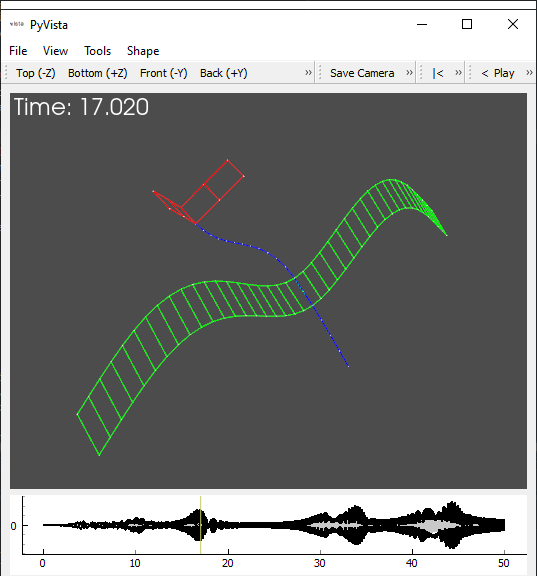 PyVista
File View Tools Shape
Top (-Z) Bottom (+Z) Front (-Y) Back (+Y) » Save Camera » |< » < Play »
Time: 17.020
0
0 10 20 30 40 50